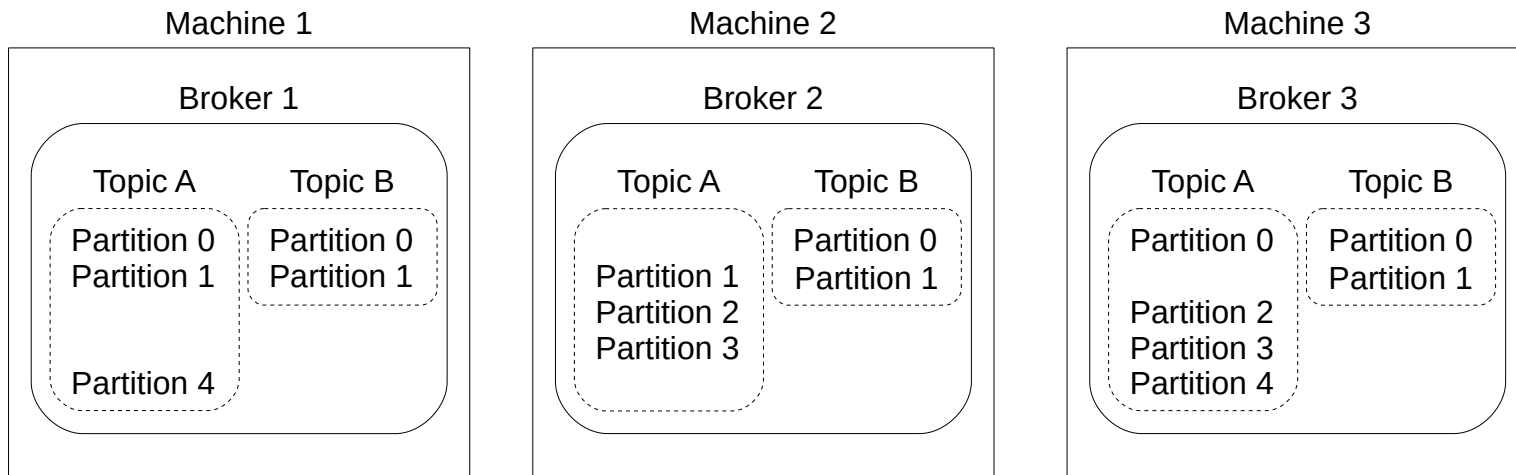 Machine 1
Broker 1
Topic A
Partition 0
Partition 1
Partition 4
Topic B
Partition 0
Partition 1
Machine 2
Broker 2
Topic A
Partition 1
Partition 2
Partition 3
Topic B
Partition 0
Partition 1
Machine 3
Broker 3
Topic A
Partition 0
Partition 2
Partition 3
Partition 4
Topic B
Partition 0
Partition 1